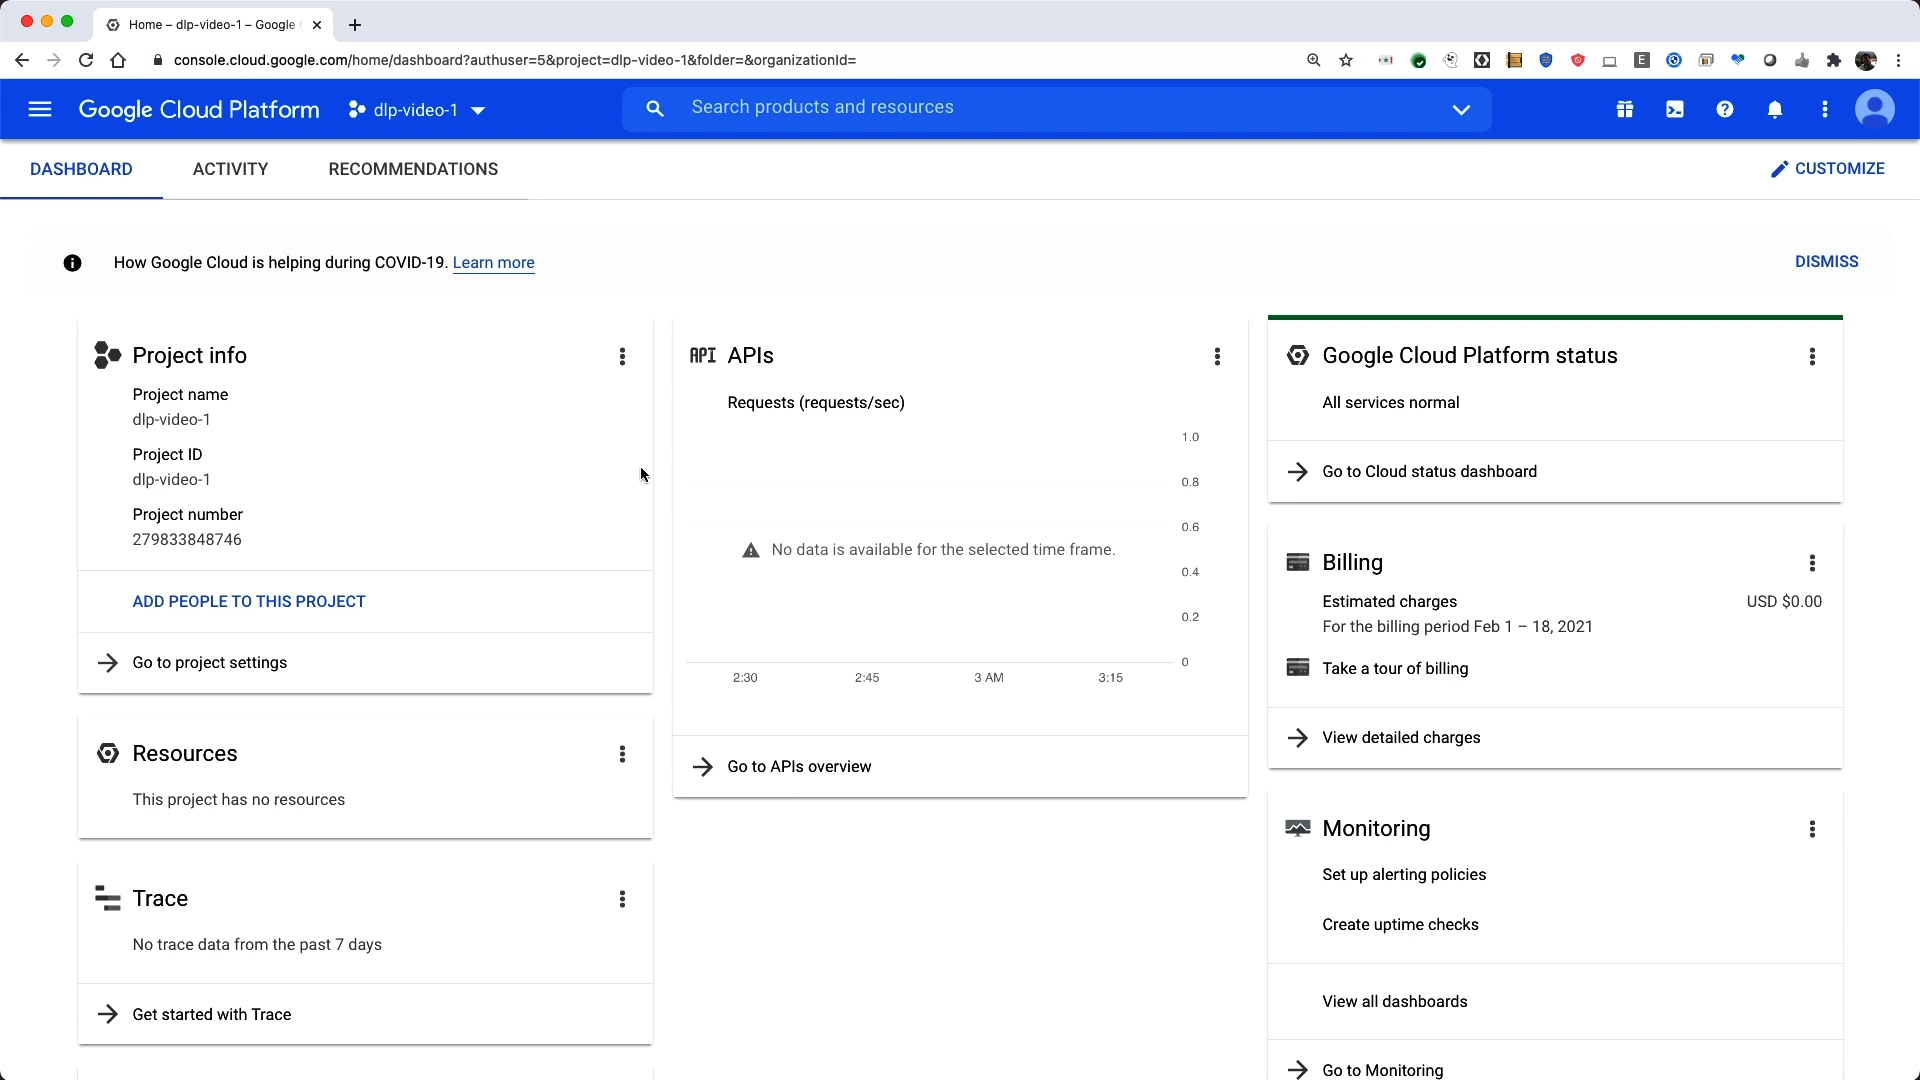 Home – dlp-video-1 – Google
console.cloud.google.com/home/dashboard?authuser=5&project=dlp-video-1&folder=&organizationId=
E
Google Cloud Platform
dlp-video-1
Search products and resources
DASHBOARD
ACTIVITY
RECOMMENDATIONS
CUSTOMIZE
How Google Cloud is helping during COVID-19. Learn more
DISMISS
Project info
Project name
dlp-video-1
Project ID
dlp-video-1
Project number
279833848746
ADD PEOPLE TO THIS PROJECT
Go to project settings
Resources
This project has no resources
Trace
No trace data from the past 7 days
Get started with Trace
API APIs
Requests (requests/sec)
1.0
0.8
0.6
No data is available for the selected time frame.
0.4
0.2
0
2:30 2:45 3 AM 3:15
Go to APIs overview
Google Cloud Platform status
All services normal
Go to Cloud status dashboard
Billing
Estimated charges USD $0.00
For the billing period Feb 1 – 18, 2021
Take a tour of billing
View detailed charges
Monitoring
Set up alerting policies
Create uptime checks
View all dashboards
Go to Monitoring